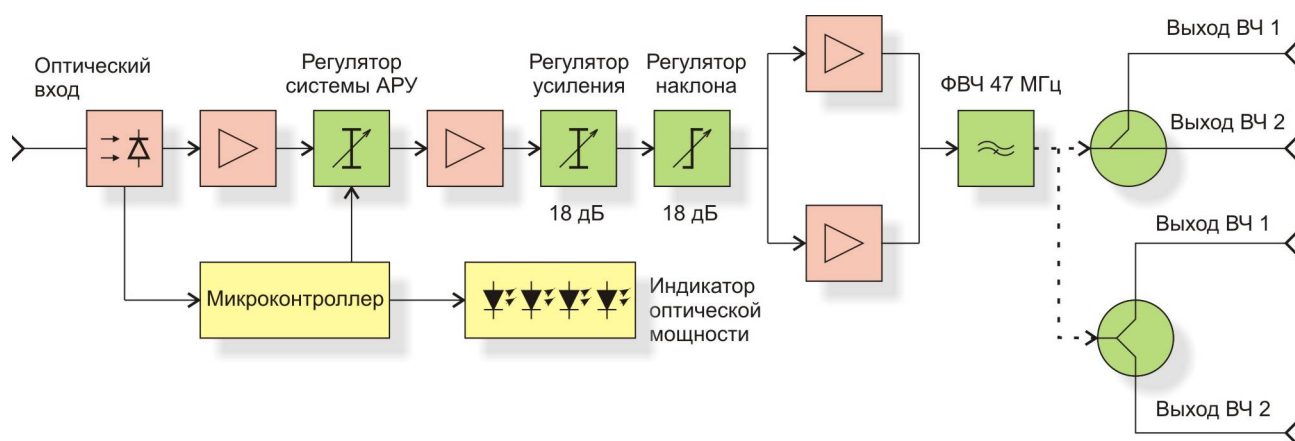 Оптический
вход
Регулятор
системы АРУ
Регулятор
усиления
Регулятор
наклона
ФВЧ 47 МГц
Выход ВЧ 1
Выход ВЧ 2
18 дБ
18 дБ
Выход ВЧ 1
Микроконтроллер
Индикатор
оптической
мощности
Выход ВЧ 2